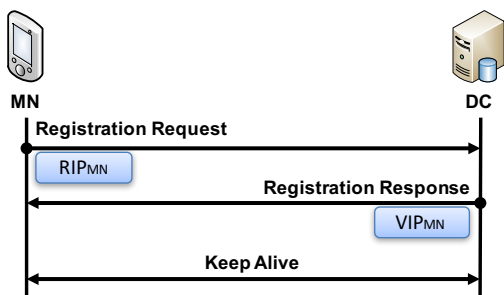 MN
DC
Registration Request
RIPMN
Registration Response
VIPMN
Keep Alive